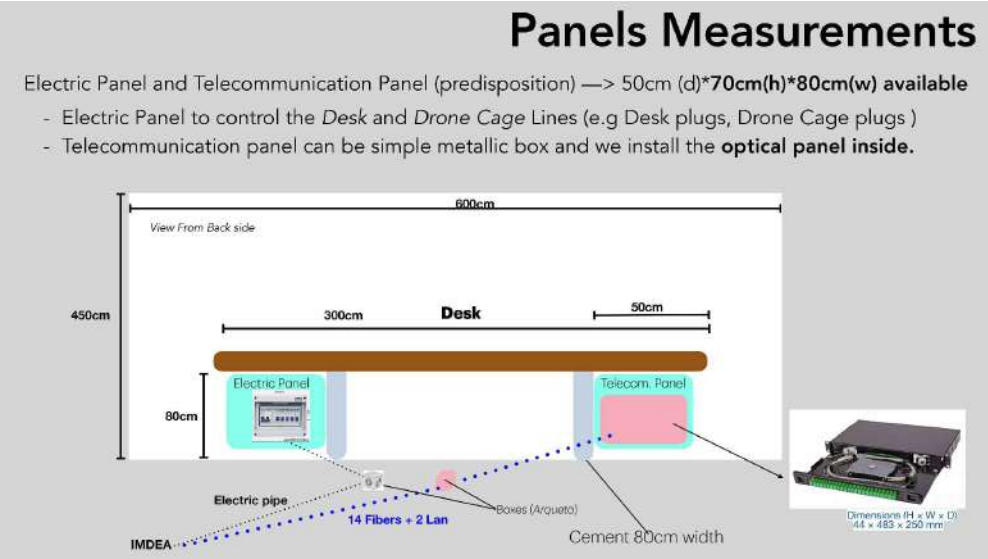 Panels Measurements
Electric Panel and Telecommunication Panel (predisposition) —> 50cm (d)*70cm(h)*80cm(w) available
- Electric Panel to control the Desk and Drone Cage Lines (e.g Desk plugs, Drone Cage plugs )
- Telecommunication panel can be simple metallic box and we install the optical panel inside.
600cm
View From Back side
450cm
300cm
Desk
50cm
Electric Panel
Telecom. Panel
80cm
Electric pipe
Boxes (Arqueta)
14 Fibers + 2 Lan
IMDEA
Cement 80cm width
Dimensions (H x W x D)
44 x 483 x 250 mm